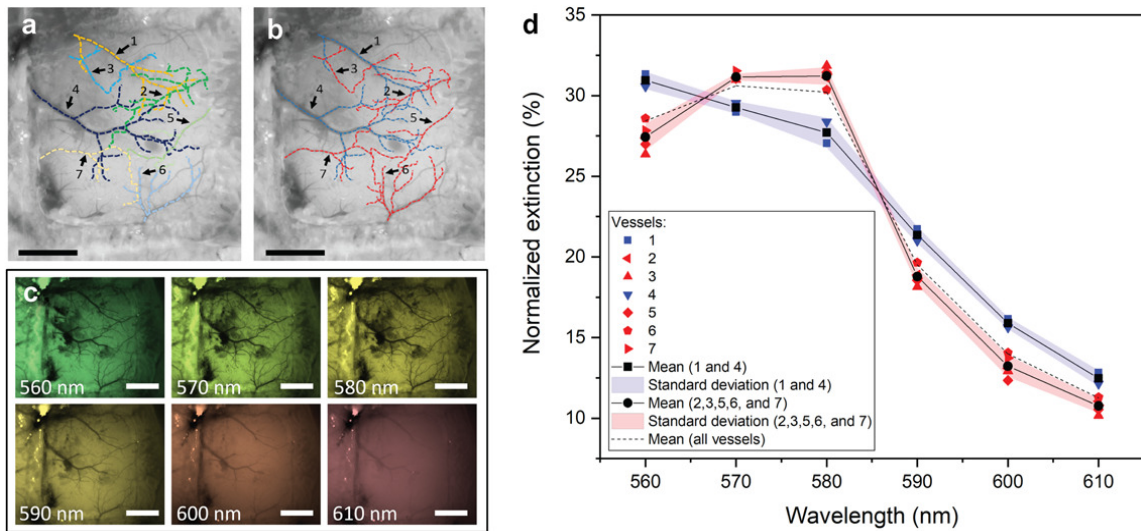 a
1
3
4
2
5
7
6
b
1
3
4
2
5
7
6
c
560 nm
570 nm
580 nm
590 nm
600 nm
610 nm
d
Normalized extinction (%)
35
30
25
20
15
10
Vessels:
1
2
3
4
5
6
7
Mean (1 and 4)
Standard deviation (1 and 4)
Mean (2,3,5,6, and 7)
Standard deviation (2,3,5,6, and 7)
Mean (all vessels)
560 570 580 590 600 610
Wavelength (nm)